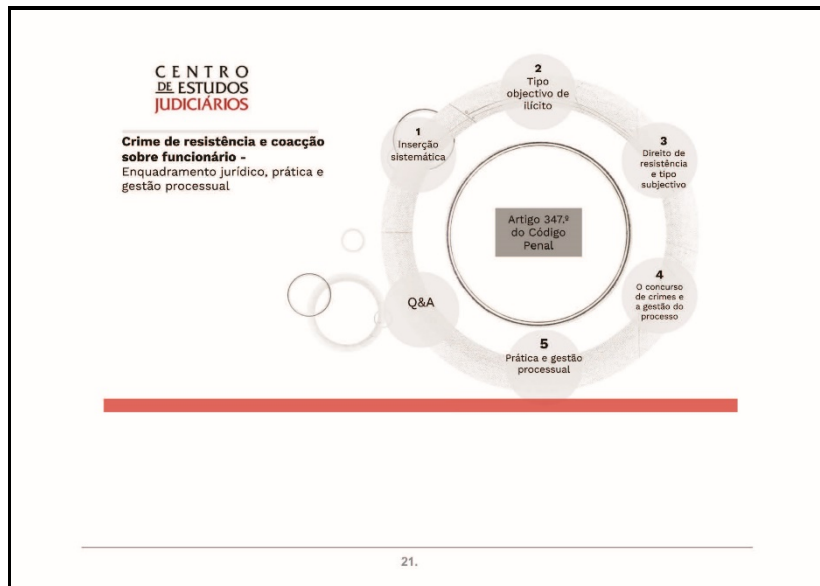 CENTRO
DE ESTUDOS
JUDICIÁRIOS
Crime de resistência e coacção
sobre funcionário -
Enquadramento jurídico, prática e
gestão processual
1
Inserção
sistemática
2
Tipo
objectivo de
ilícito
3
Direito de
resistência
e tipo
subjectivo
4
O concurso
de crimes e
a gestão do
processo
5
Prática e gestão
processual
Q&A
Artigo 347.º
do Código
Penal
21.